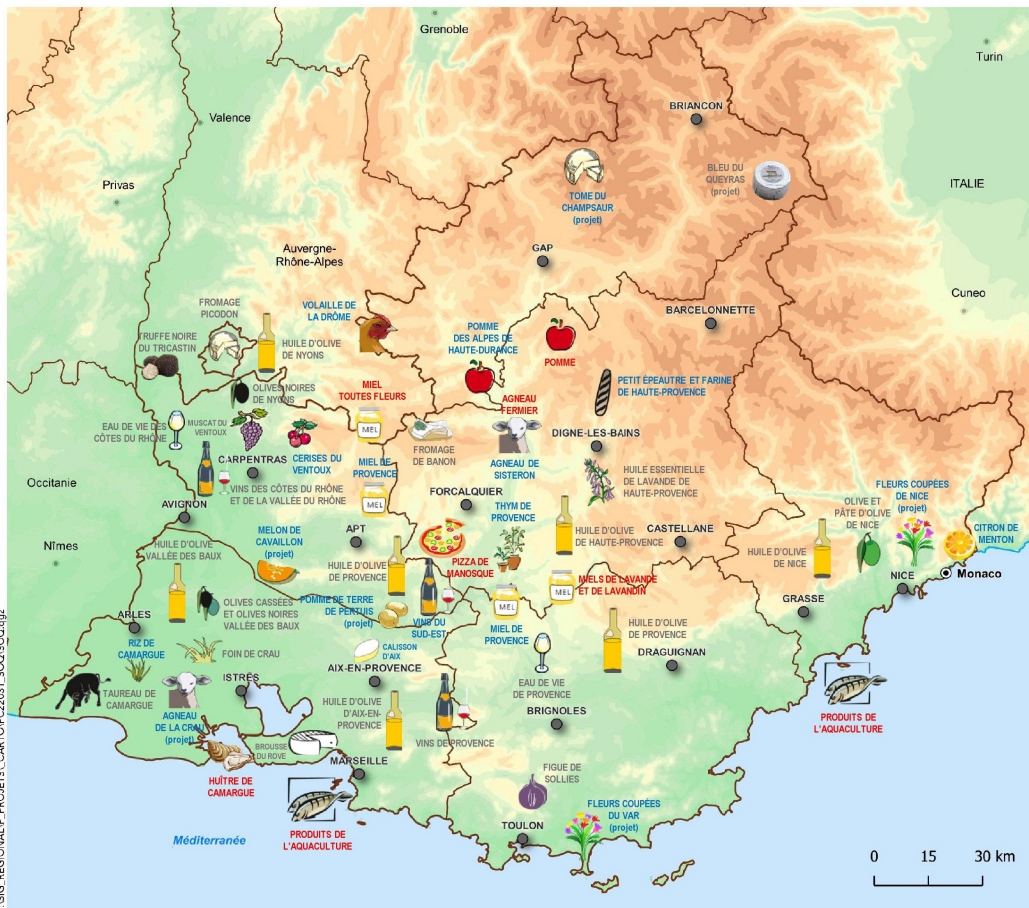 Grenoble
Turin
BRIANCON
Valence
BLEU DU
QUEYRAS
(projet)
Privas
ITALIE
TOME DU
CHAMPSAUR
(projet)
Auvergne-
Rhône-Alpes
GAP
Cuneo
FROMAGE
PICODON
VOLAILLE DE
LA DRÔME
BARCELONNETTE
TRUFFE NOIRE
DU TRICASTIN
HUILE D'OLIVE
DE NYONS
POMME
DES ALPES DE
HAUTE-DURANCE
POMME
OLIVES NOIRES
DE NYONS
MIEL
TOUTES FLEURS
AGNEAU
FERMIER
PETIT ÉPEAUTRE ET FARINE
DE HAUTE-PROVENCE
EAU DE VIE DES
CÔTES DU RHÔNE
MUSCAT DU
VENTOUX
MIEL
DIGNE-LES-BAINS
CERISES DU
VENTOUX
FROMAGE
DE BANON
CARPENTRAS
MIEL DE
PROVENCE
AGNEAU DE
SISTERON
HUILE ESSENTIELLE
DE LAVANDE DE
HAUTE-PROVENCE
Occitanie
VINS DES CÔTES DU RHÔNE
ET DE LA VALLÉE DU RHÔNE
FORCALQUIER
FLEURS COUPÉES
DE NICE
(projet)
AVIGNON
MEL
THYM DE
PROVENCE
OLIVE ET
PÂTE D'OLIVE
DE NICE
CITRON DE
MENTON
Nîmes
HUILE D'OLIVE
VALLÉE DES BAUX
MELON DE
CAVAILLON
(projet)
APT
HUILE D'OLIVE
DE HAUTE-PROVENCE
CASTELLANE
HUILE D'OLIVE
DE PROVENCE
PIZZA DE
MANOSQUE
HUILE D'OLIVE
DE NICE
Monaco
MIELS DE LAVANDE
ET DE LAVANDIN
MEL
NICE
ARLES
OLIVES CASSÉES
ET OLIVES NOIRES
VALLÉE DES BAUX
POMME DE TERRE
DE PERTUIS
(projet)
MEL
GRASSE
VINS DU
SUD-EST
MIEL DE
PROVENCE
HUILE D'OLIVE
DE PROVENCE
RIZ DE
CAMARGUE
FOIN DE CRAU
CALISSON
D'AIX
DRAGUIGNAN
AIX-EN-PROVENCE
ISTRES
EAU DE VIE
DE PROVENCE
TAUREAU DE
CAMARGUE
AGNEAU
DE LA CRAU
(projet)
HUILE D'OLIVE
D'AIX-EN-
PROVENCE
BRIGNOLES
PRODUITS DE
L'AQUACULTURE
BROUSSE
DU ROVE
VINS DE PROVENCE
MARSEILLE
HUÎTRE DE
CAMARGUE
FIGUE DE
SOLLIES
FLEURS COUPÉES
DU VAR
(projet)
PRODUITS DE
L'AQUACULTURE
TOULON
Méditerranée
0 15 30 km